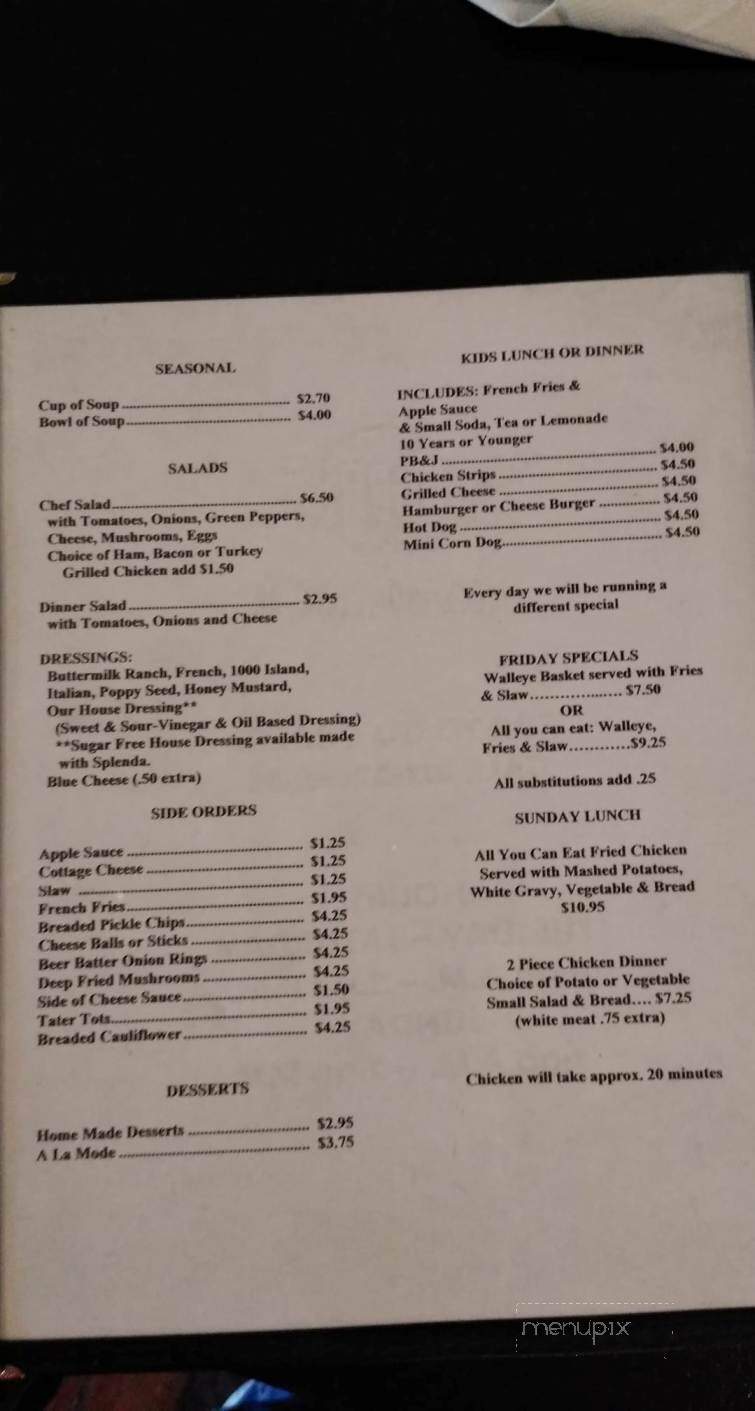 SEASONAL
Cup of Soup ........ $2.70
Bowl of Soup ........ $4.00
SALADS
Chef Salad ........ $6.50
with Tomatoes, Onions, Green Peppers,
Cheese, Mushrooms, Eggs
Choice of Ham, Bacon or Turkey
Grilled Chicken add $1.50
Dinner Salad ........ $2.95
with Tomatoes, Onions and Cheese
DRESSINGS:
Buttermilk Ranch, French, 1000 Island,
Italian, Poppy Seed, Honey Mustard,
Our House Dressing**
(Sweet & Sour-Vinegar & Oil Based Dressing)
**Sugar Free House Dressing available made
with Splenda.
Blue Cheese (.50 extra)
SIDE ORDERS
Apple Sauce ........ $1.25
Cottage Cheese ........ $1.25
Slaw ........ $1.25
French Fries ........ $1.95
Breaded Pickle Chips ........ $4.25
Cheese Balls or Sticks ........ $4.25
Beer Batter Onion Rings ........ $4.25
Deep Fried Mushrooms ........ $4.25
Side of Cheese Sauce ........ $1.50
Tater Tots ........ $1.95
Breaded Cauliflower ........ $4.25
DESSERTS
Home Made Desserts ........ $2.95
A La Mode ........ $3.75
KIDS LUNCH OR DINNER
INCLUDES: French Fries &
Apple Sauce
& Small Soda, Tea or Lemonade
10 Years or Younger
PB&J ........ $4.00
Chicken Strips ........ $4.50
Grilled Cheese ........ $4.50
Hamburger or Cheese Burger ........ $4.50
Hot Dog ........ $4.50
Mini Corn Dog ........ $4.50
Every day we will be running a
different special
FRIDAY SPECIALS
Walleye Basket served with Fries
& Slaw ........ $7.50
OR
All you can eat: Walleye,
Fries & Slaw ........ $9.25
All substitutions add .25
SUNDAY LUNCH
All You Can Eat Fried Chicken
Served with Mashed Potatoes,
White Gravy, Vegetable & Bread
$10.95
2 Piece Chicken Dinner
Choice of Potato or Vegetable
Small Salad & Bread.... $7.25
(white meat .75 extra)
Chicken will take approx. 20 minutes
menupix